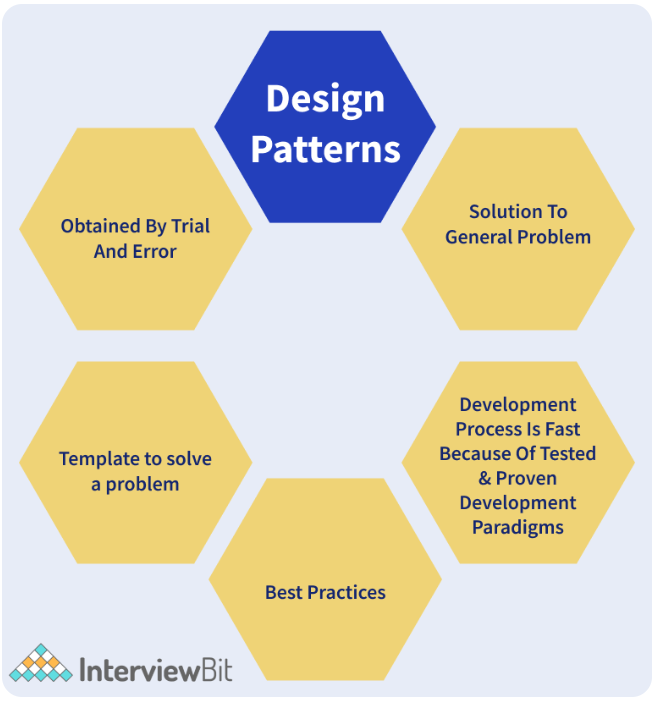 Design
Patterns
Obtained By Trial
And Error
Solution To
General Problem
Template to solve
a problem
Development
Process Is Fast
Because Of Tested
& Proven
Development
Paradigms
Best Practices
InterviewBit